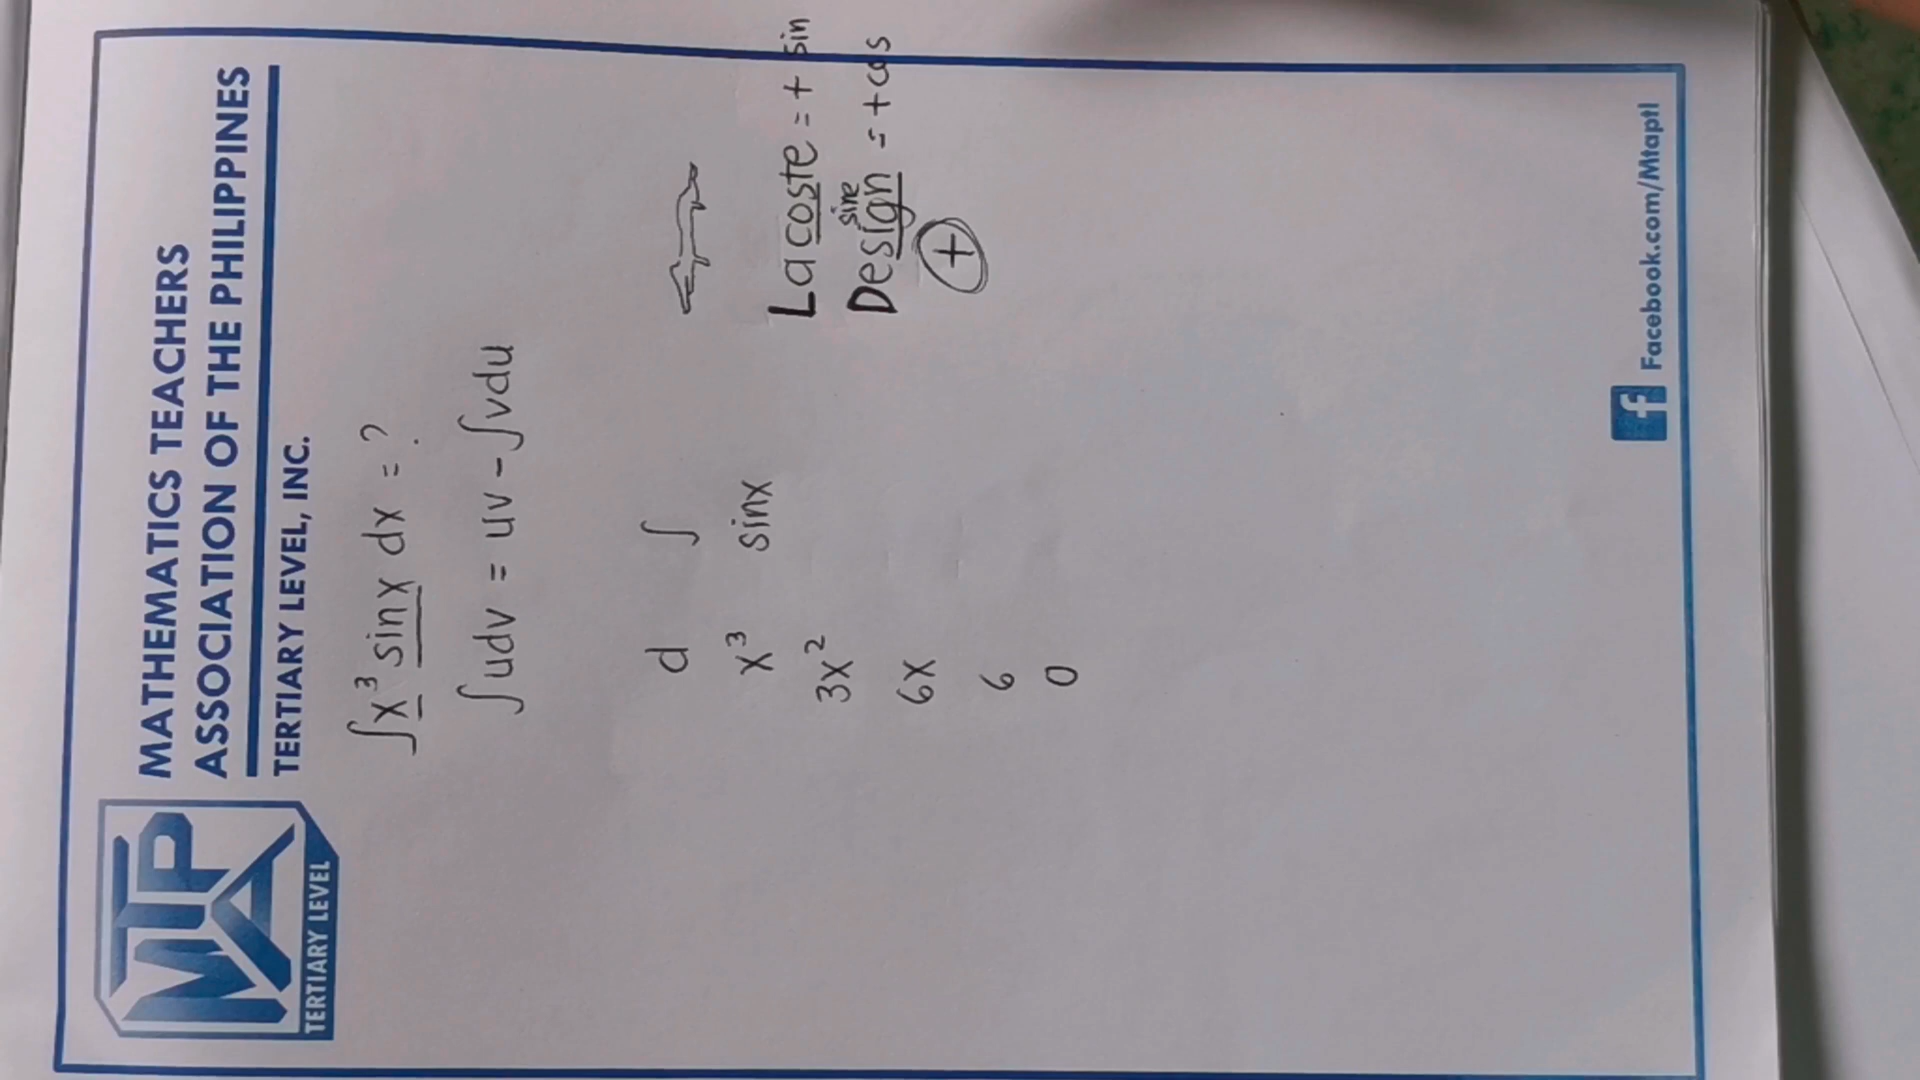 MTAP
TERTIARY LEVEL
MATHEMATICS TEACHERS
ASSOCIATION OF THE PHILIPPINES
TERTIARY LEVEL, INC.
∫x³ sinx dx = ?
∫udv = uv - ∫vdu
d ∫
x³ sinx
3x²
6x
6
0
Lacoste = + sin
sine
Design = + cos
+
f Facebook.com/Mtaptl